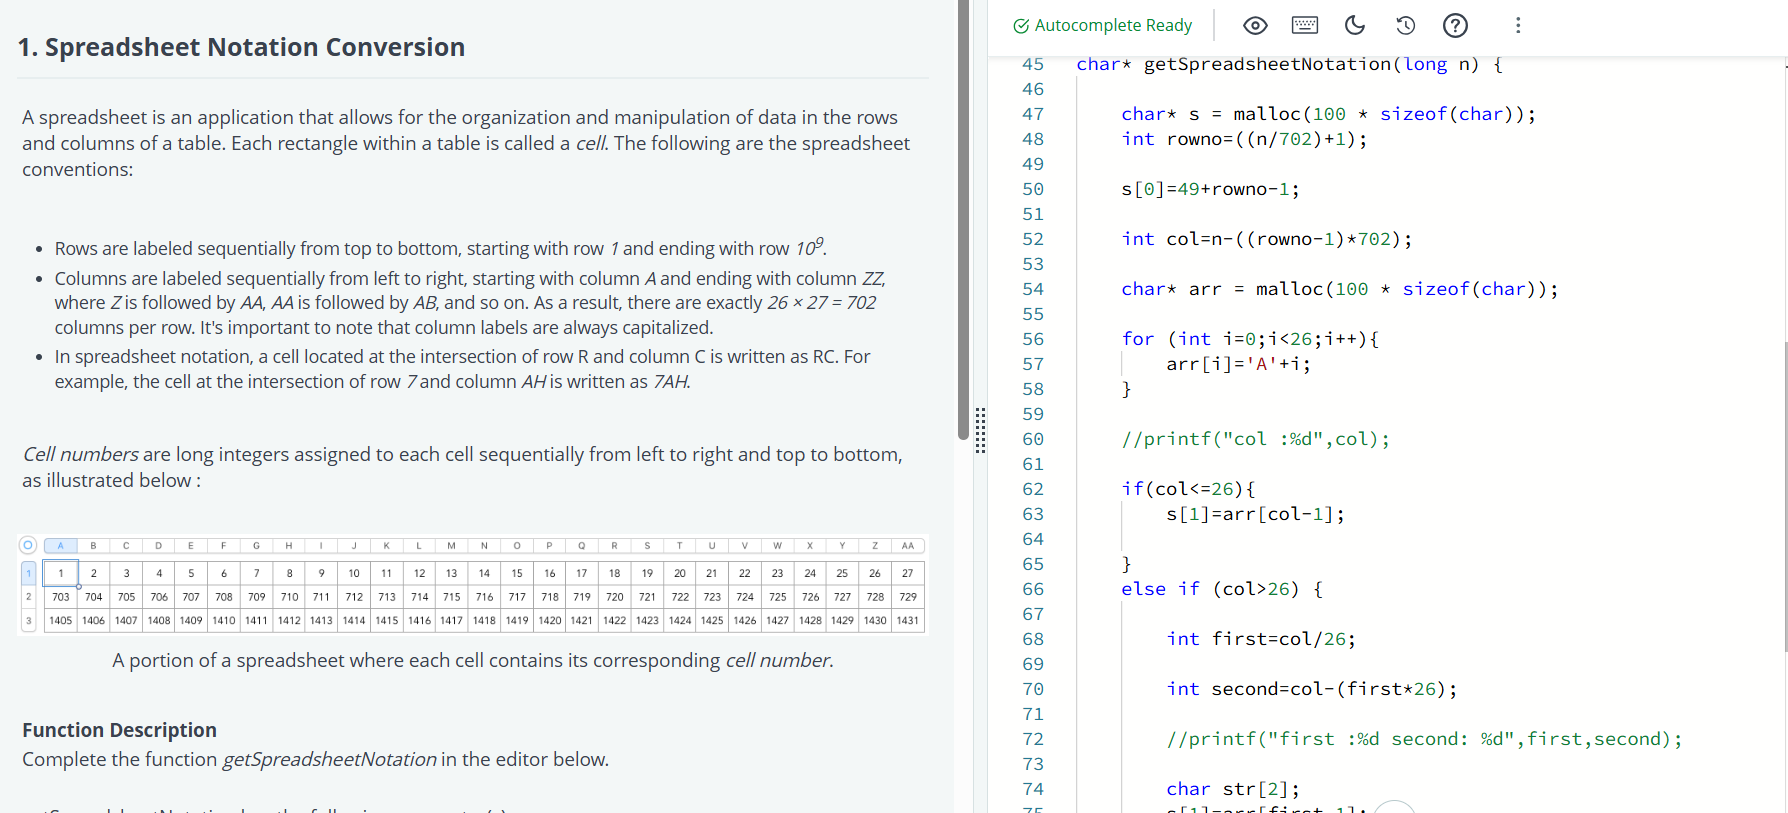 1. Spreadsheet Notation Conversion
A spreadsheet is an application that allows for the organization and manipulation of data in the rows
and columns of a table. Each rectangle within a table is called a cell. The following are the spreadsheet
conventions:
• Rows are labeled sequentially from top to bottom, starting with row 1 and ending with row 10⁹.
• Columns are labeled sequentially from left to right, starting with column A and ending with column ZZ,
where Z is followed by AA, AA is followed by AB, and so on. As a result, there are exactly 26 × 27 = 702
columns per row. It's important to note that column labels are always capitalized.
• In spreadsheet notation, a cell located at the intersection of row R and column C is written as RC. For
example, the cell at the intersection of row 7 and column AH is written as 7AH.
Cell numbers are long integers assigned to each cell sequentially from left to right and top to bottom,
as illustrated below :
A B C D E F G H I J K L M N O P Q R S T U V W X Y Z AA
1 1 2 3 4 5 6 7 8 9 10 11 12 13 14 15 16 17 18 19 20 21 22 23 24 25 26 27
2 703 704 705 706 707 708 709 710 711 712 713 714 715 716 717 718 719 720 721 722 723 724 725 726 727 728 729
3 1405 1406 1407 1408 1409 1410 1411 1412 1413 1414 1415 1416 1417 1418 1419 1420 1421 1422 1423 1424 1425 1426 1427 1428 1429 1430 1431
A portion of a spreadsheet where each cell contains its corresponding cell number.
Function Description
Complete the function getSpreadsheetNotation in the editor below.
Autocomplete Ready
45 char* getSpreadsheetNotation(long n) {
46
47 char* s = malloc(100 * sizeof(char));
48 int rowno=((n/702)+1);
49
50 s[0]=49+rowno-1;
51
52 int col=n-((rowno-1)*702);
53
54 char* arr = malloc(100 * sizeof(char));
55
56 for (int i=0;i<26;i++){
57 arr[i]='A'+i;
58 }
59
60 //printf("col :%d",col);
61
62 if(col<=26){
63 s[1]=arr[col-1];
64
65 }
66 else if (col>26) {
67
68 int first=col/26;
69
70 int second=col-(first*26);
71
72 //printf("first :%d second: %d",first,second);
73
74 char str[2];